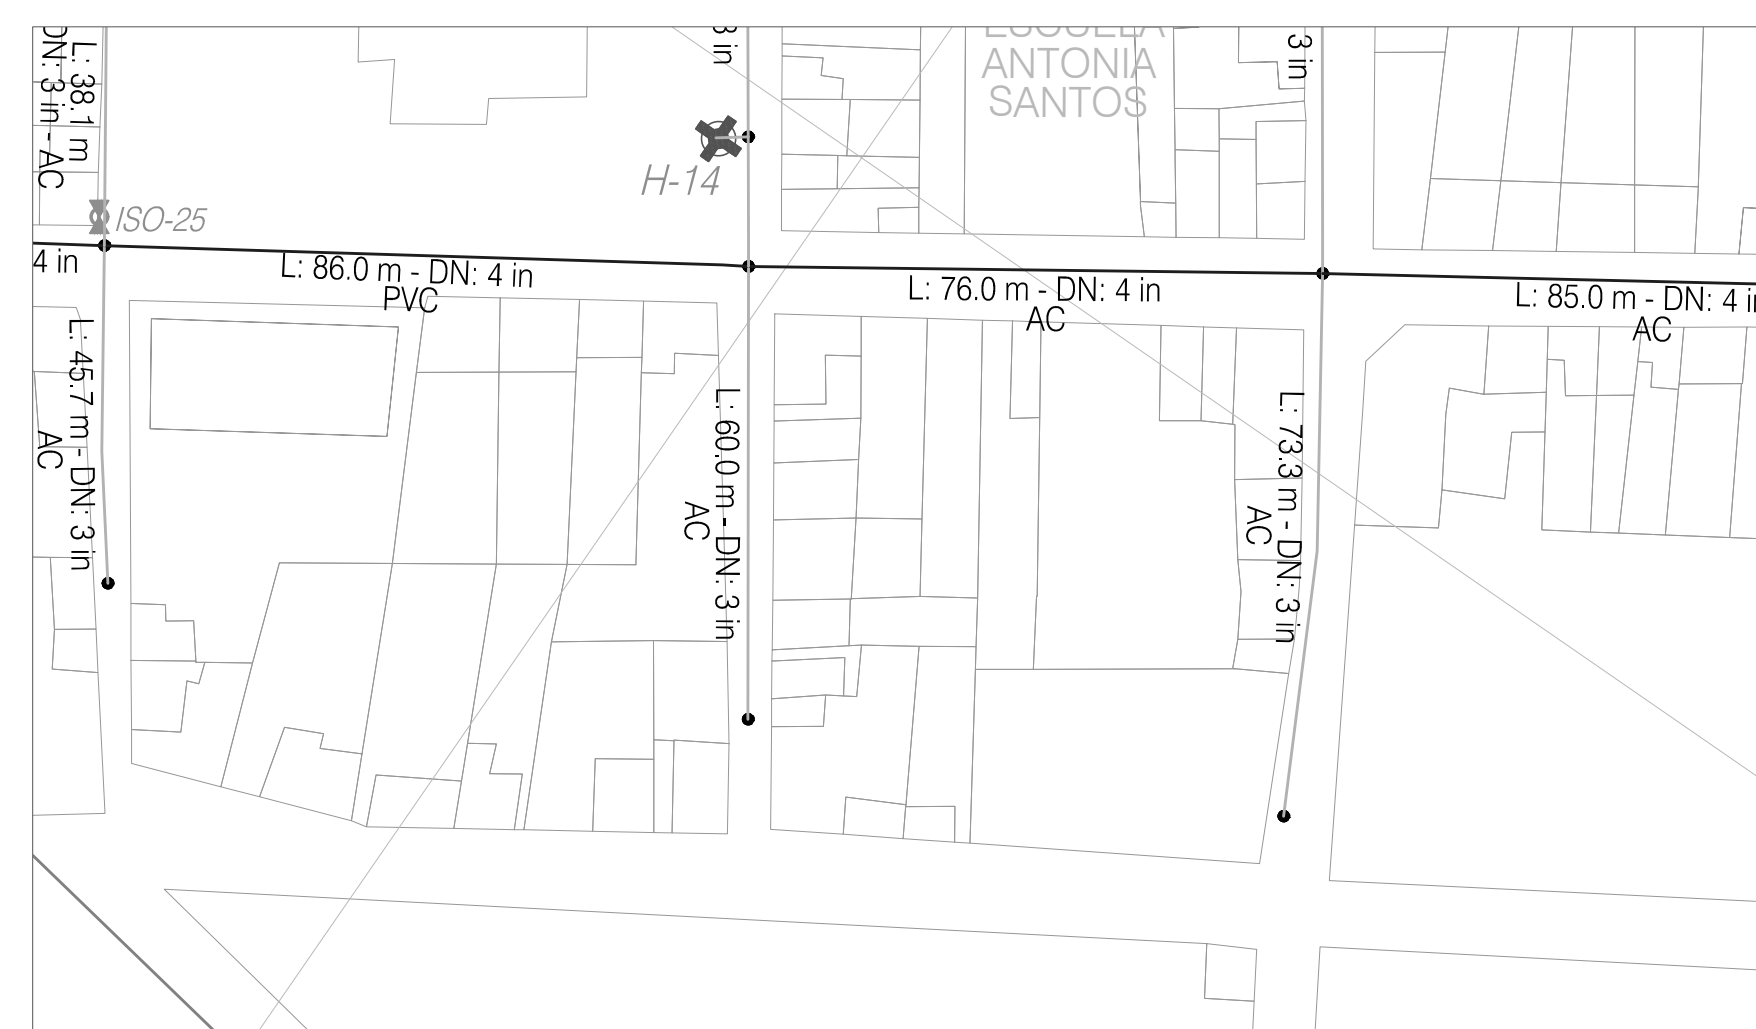 ESCUELA
ANTONIA
SANTOS
3 in
3 in
L: 38.1 m
DN: 3 in - AC
H-14
ISO-25
4 in
L: 86.0 m - DN: 4 in
PVC
L: 76.0 m - DN: 4 in
AC
L: 85.0 m - DN: 4 in
AC
L: 45.7 m - DN: 3 in
AC
L: 60.0 m - DN: 3 in
AC
L: 73.3 m - DN: 3 in
AC